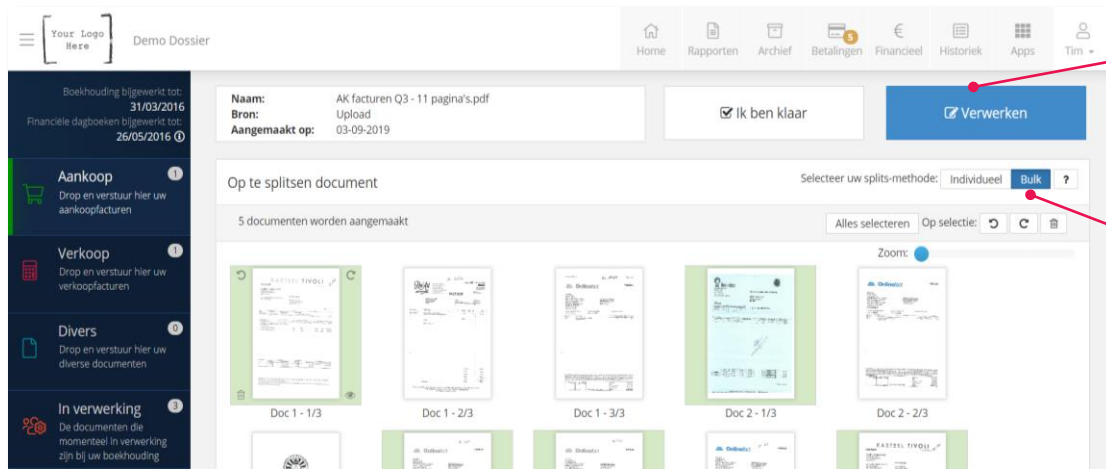 Your Logo
Here
Demo Dossier
Home
Rapporten
Archief
5
Betalingen
€
Financieel
Historiek
Apps
Tim
Boekhouding bijgewerkt tot:
31/03/2016
Financiële dagboeken bijgewerkt tot:
26/05/2016
Naam: AK facturen Q3 - 11 pagina's.pdf
Bron: Upload
Aangemaakt op: 03-09-2019
Ik ben klaar
Verwerken
Aankoop 1
Drop en verstuur hier uw
aankoopfacturen
Verkoop 1
Drop en verstuur hier uw
verkoopfacturen
Divers 0
Drop en verstuur hier uw
diverse documenten
In verwerking 3
De documenten die
momenteel in verwerking
zijn bij uw boekhouding
Op te splitsen document
Selecteer uw splits-methode: Individueel Bulk ?
5 documenten worden aangemaakt
Alles selecteren Op selectie:
Zoom:
KASTEEL TIVOLI
Doc 1 - 1/3
Doc 1 - 2/3
Doc 1 - 3/3
Doc 2 - 1/3
Doc 2 - 2/3
KASTEEL TIVOLI